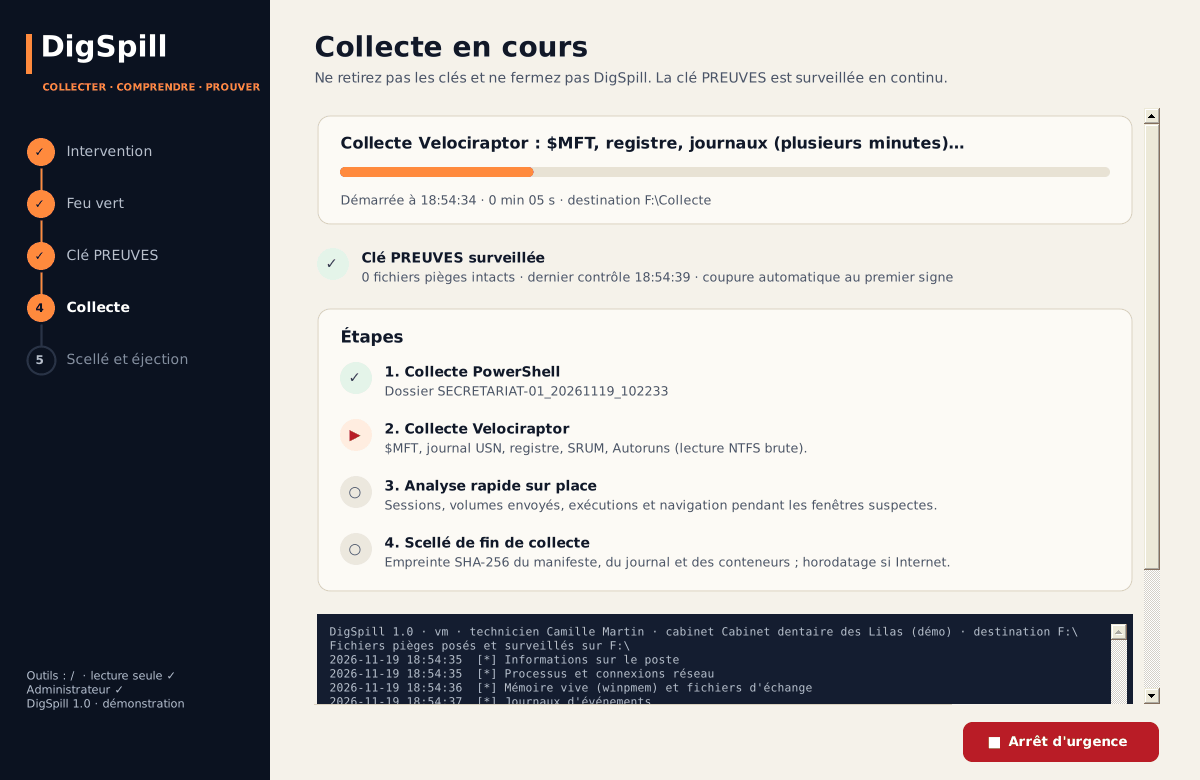 DigSpill
COLLECTER · COMPRENDRE · PROUVER
✓ Intervention
✓ Feu vert
✓ Clé PREUVES
4 Collecte
5 Scellé et éjection
Outils : / · lecture seule ✓
Administrateur ✓
DigSpill 1.0 · démonstration
Collecte en cours
Ne retirez pas les clés et ne fermez pas DigSpill. La clé PREUVES est surveillée en continu.
Collecte Velociraptor : $MFT, registre, journaux (plusieurs minutes)…
Démarrée à 18:54:34 · 0 min 05 s · destination F:\Collecte
✓ Clé PREUVES surveillée
0 fichiers pièges intacts · dernier contrôle 18:54:39 · coupure automatique au premier signe
Étapes
✓ 1. Collecte PowerShell
Dossier SECRETARIAT-01_20261119_102233
▶ 2. Collecte Velociraptor
$MFT, journal USN, registre, SRUM, Autoruns (lecture NTFS brute).
○ 3. Analyse rapide sur place
Sessions, volumes envoyés, exécutions et navigation pendant les fenêtres suspectes.
○ 4. Scellé de fin de collecte
Empreinte SHA-256 du manifeste, du journal et des conteneurs ; horodatage si Internet.
DigSpill 1.0 · vm · technicien Camille Martin · cabinet Cabinet dentaire des Lilas (démo) · destination F:\
Fichiers pièges posés et surveillés sur F:\
2026-11-19 18:54:35 [*] Informations sur le poste
2026-11-19 18:54:35 [*] Processus et connexions réseau
2026-11-19 18:54:36 [*] Mémoire vive (winpmem) et fichiers d'échange
2026-11-19 18:54:37 [*] Journaux d'événements
■ Arrêt d'urgence